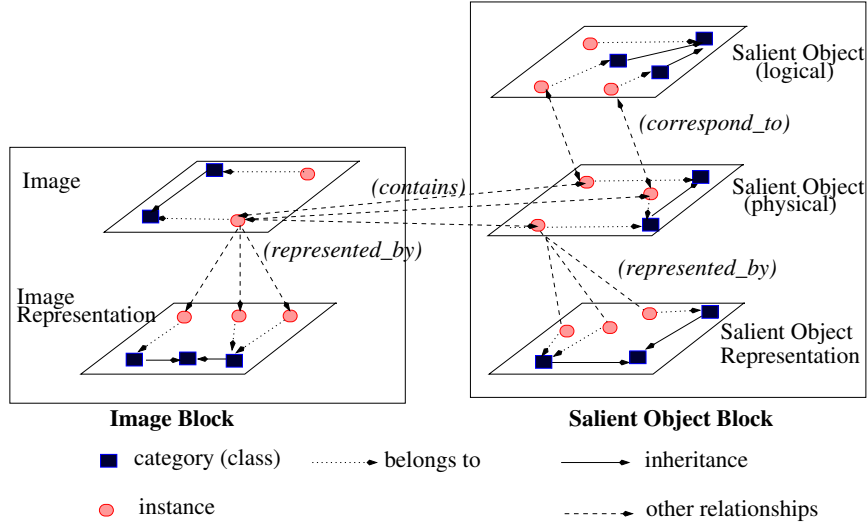 Salient Object
(logical)
(correspond_to)
Image
(contains)
Salient Object
(physical)
(represented_by)
(represented_by)
Image
Representation
Salient Object
Representation
Image Block
Salient Object Block
category (class)
belongs to
inheritance
instance
other relationships